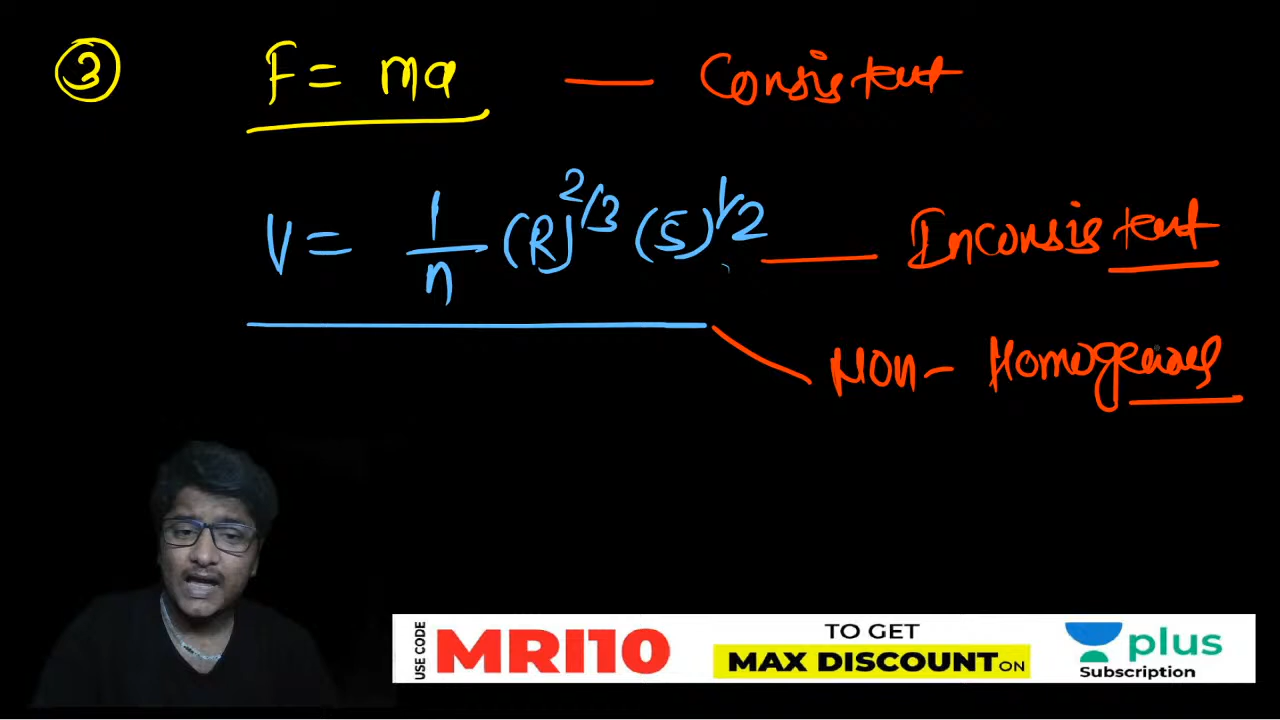 ③ F = ma — Consistent
V = 1/n (R)^2/3 (S)^1/2 — Inconsistent
Non - Homogeneous
USE CODE MRI10 TO GET MAX DISCOUNT ON plus Subscription